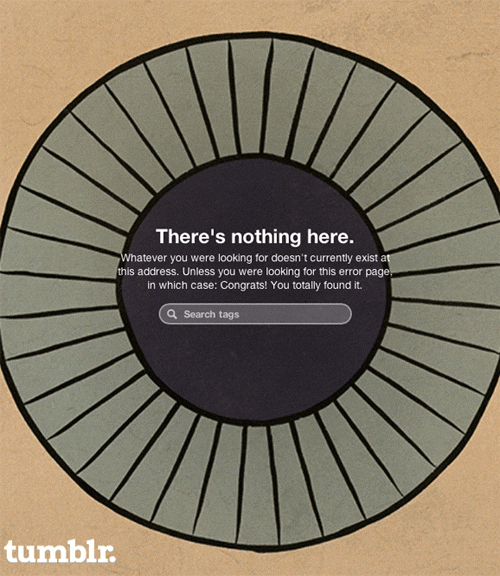 There's nothing here.
Whatever you were looking for doesn't currently exist at
this address. Unless you were looking for this error page,
in which case: Congrats! You totally found it.
Search tags
tumblr.